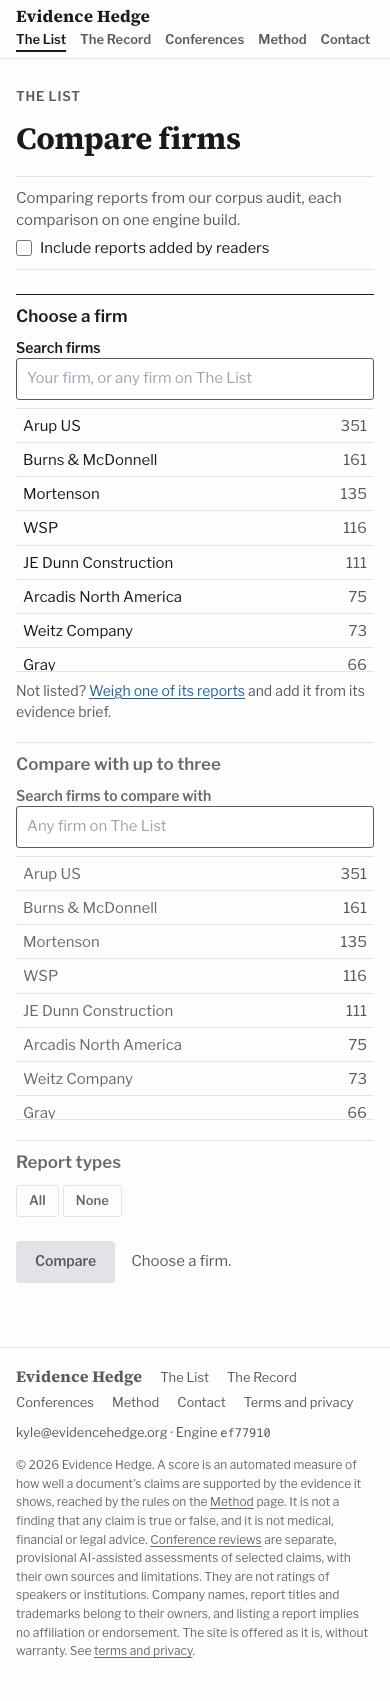 Evidence Hedge
The List The Record Conferences Method Contact
THE LIST
Compare firms
Comparing reports from our corpus audit, each
comparison on one engine build.
Include reports added by readers
Choose a firm
Search firms
Your firm, or any firm on The List
Arup US 351
Burns & McDonnell 161
Mortenson 135
WSP 116
JE Dunn Construction 111
Arcadis North America 75
Weitz Company 73
Gray 66
Not listed? Weigh one of its reports and add it from its
evidence brief.
Compare with up to three
Search firms to compare with
Any firm on The List
Arup US 351
Burns & McDonnell 161
Mortenson 135
WSP 116
JE Dunn Construction 111
Arcadis North America 75
Weitz Company 73
Gray 66
Report types
All None
Compare Choose a firm.
Evidence Hedge The List The Record
Conferences Method Contact Terms and privacy
kyle@evidencehedge.org · Engine ef77910
© 2026 Evidence Hedge. A score is an automated measure of
how well a document's claims are supported by the evidence it
shows, reached by the rules on the Method page. It is not a
finding that any claim is true or false, and it is not medical,
financial or legal advice. Conference reviews are separate,
provisional AI-assisted assessments of selected claims, with
their own sources and limitations. They are not ratings of
speakers or institutions. Company names, report titles and
trademarks belong to their owners, and listing a report implies
no affiliation or endorsement. The site is offered as it is, without
warranty. See terms and privacy.